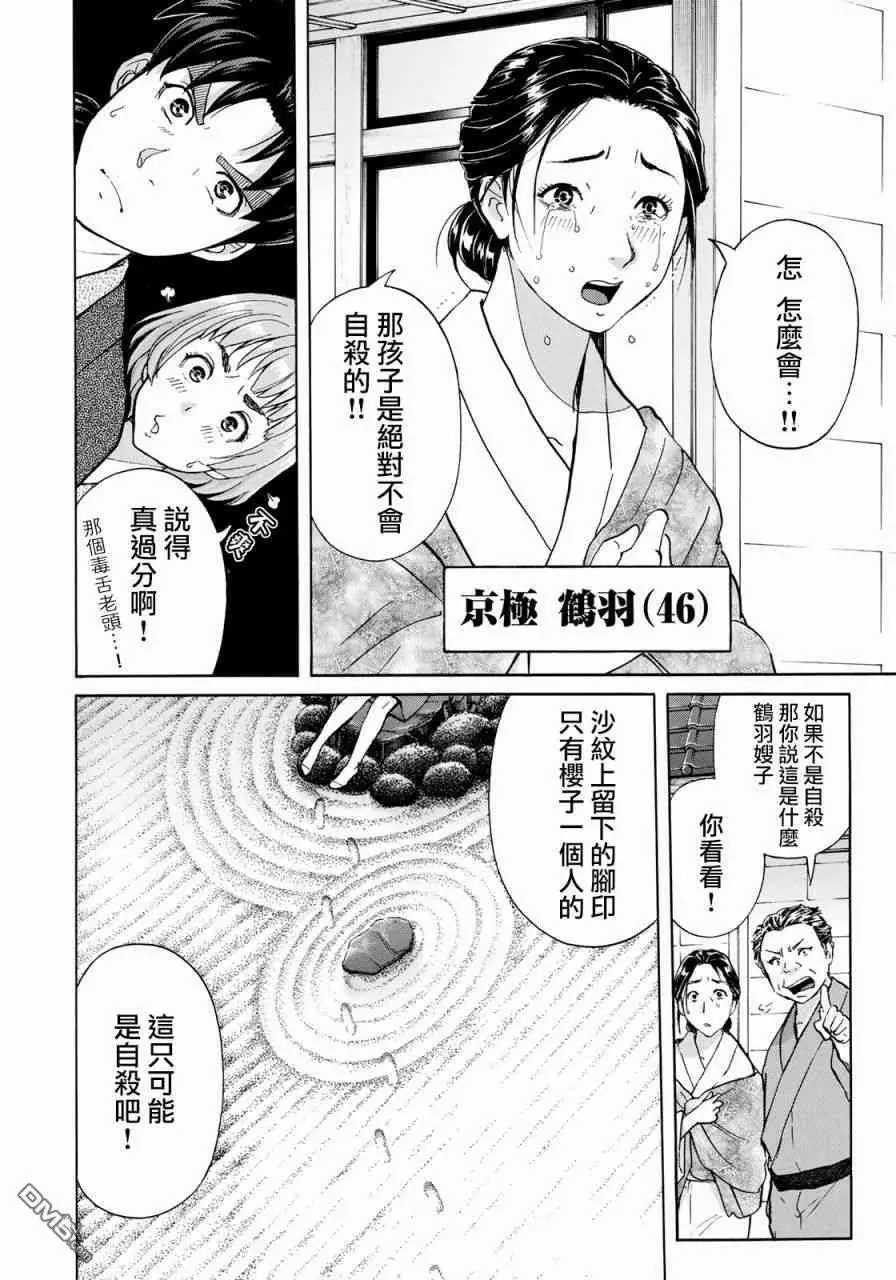 怎 怎麼會…!!
那孩子是絕對不會
自殺的!!
京極 鶴羽(46)
不爽
說得
真過分啊!
那個毒舌老頭…!
如果不是自殺
那你說這是什麼
鶴羽嫂子
你看看!
沙紋上留下的腳印
只有櫻子一個人的
這只可能
是自殺吧!
DM5.com